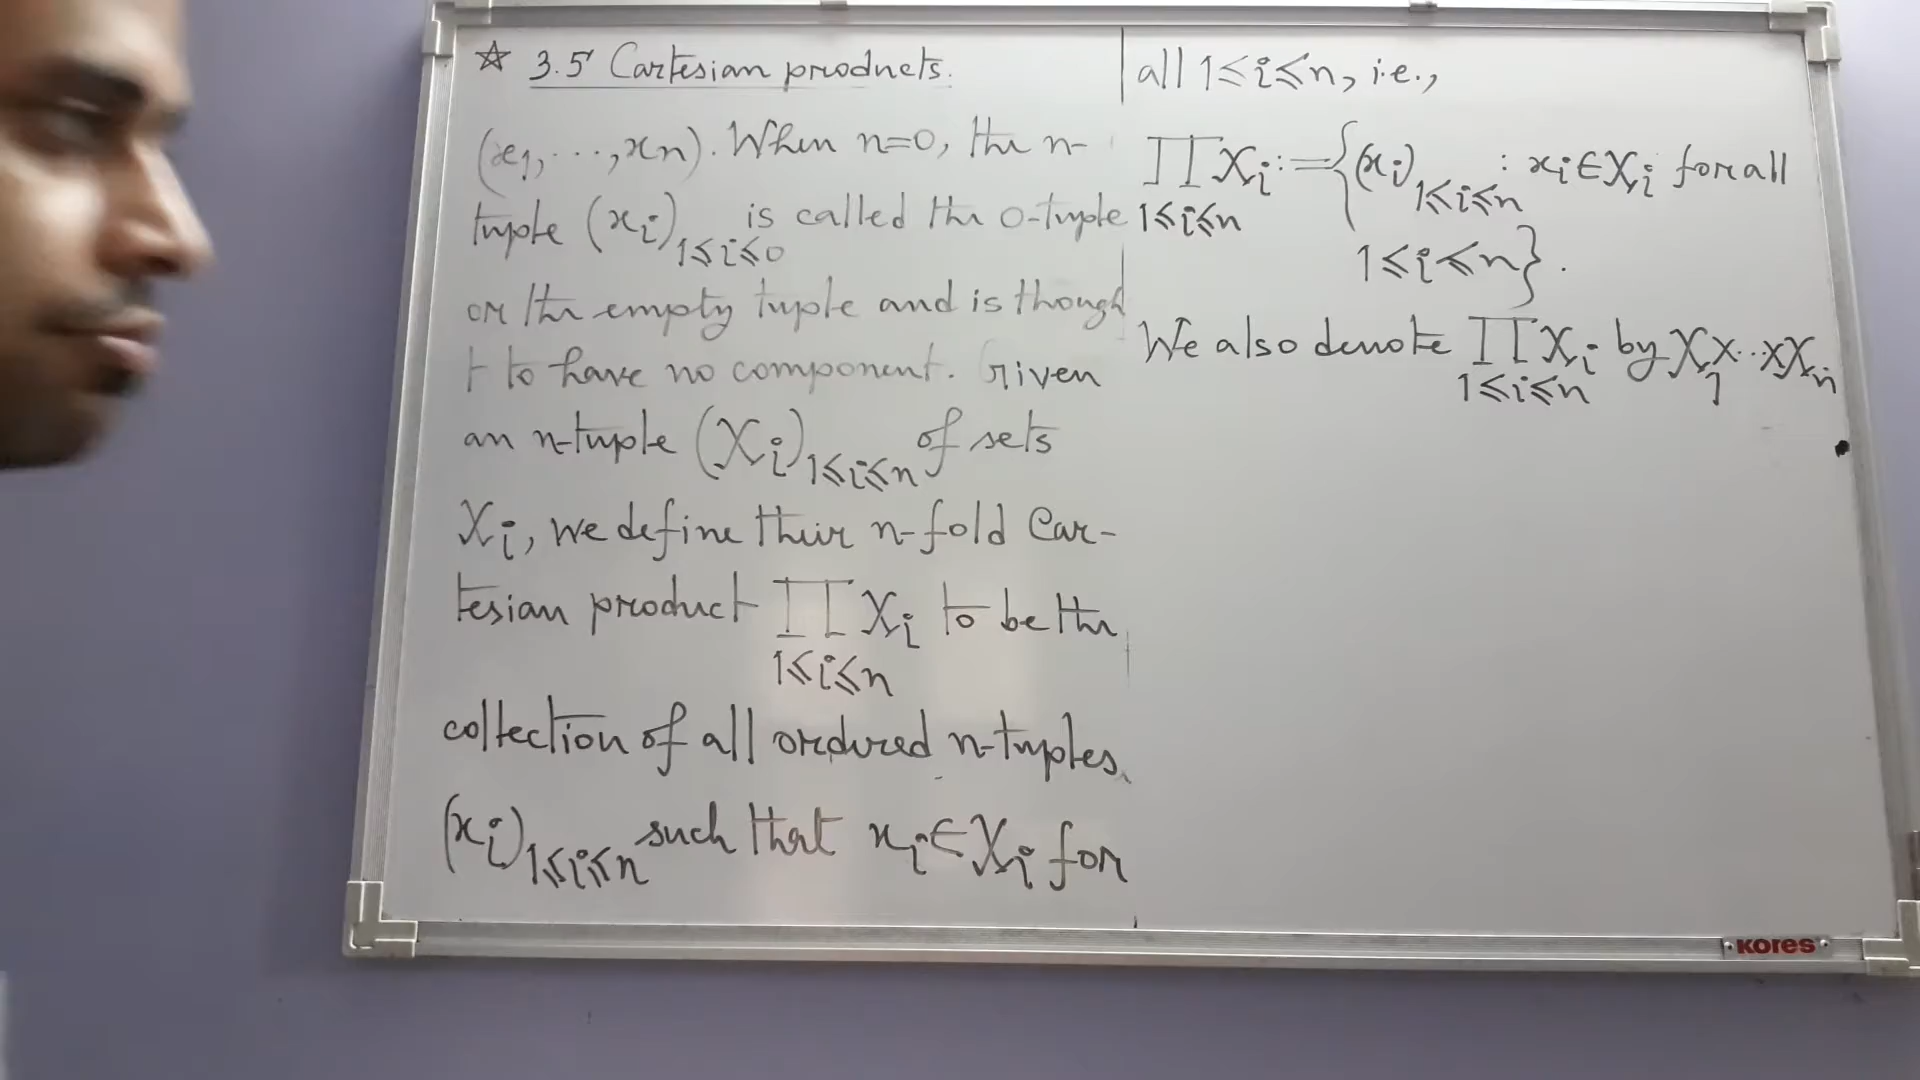 ☆ 3.5 Cartesian products.
(x₁,...,xₙ). When n=0, the n-
tuple (xᵢ)_{1≤i≤0} is called the 0-tuple
or the empty tuple and is though
t to have no component. Given
an n-tuple (Xᵢ)_{1≤i≤n} of sets
Xᵢ, we define their n-fold Car-
tesian product ∏_{1≤i≤n} Xᵢ to be the
collection of all ordered n-tuples
(xᵢ)_{1≤i≤n} such that xᵢ∈Xᵢ for
all 1≤i≤n, i.e.,
∏_{1≤i≤n} Xᵢ := {(xᵢ)_{1≤i≤n} : xᵢ∈Xᵢ for all
1≤i≤n}.
We also denote ∏_{1≤i≤n} Xᵢ by X₁×...×Xₙ
kores